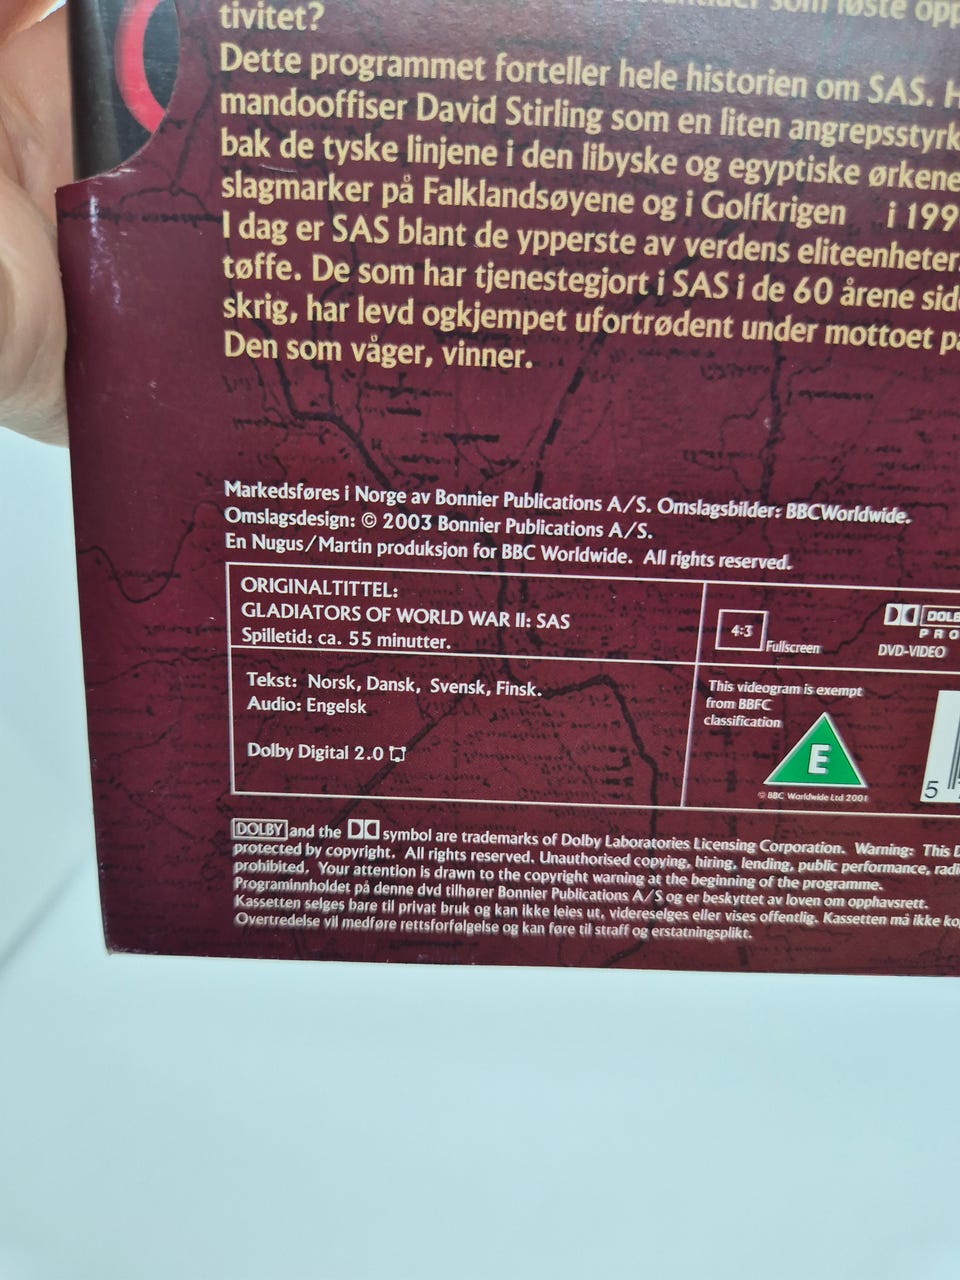 tivitet?
Dette programmet forteller hele historien om SAS.
mandooffiser David Stirling som en liten angrepsstyrk
bak de tyske linjene i den libyske og egyptiske ørkene
slagmarker på Falklandsøyene og i Golfkrigen i 199
I dag er SAS blant de ypperste av verdens eliteenheter.
tøffe. De som har tjenestegjort i SAS i de 60 årene sid
skrig, har levd ogkjempet ufortrødent under mottoet på
Den som våger, vinner.
Markedsføres i Norge av Bonnier Publications A/S. Omslagsbilder: BBCWorldwide.
Omslagsdesign: © 2003 Bonnier Publications A/S.
En Nugus/Martin produksjon for BBC Worldwide. All rights reserved.
ORIGINALTITTEL:
GLADIATORS OF WORLD WAR II: SAS
Spilletid: ca. 55 minutter.
4:3
Fullscreen
DOLB
PRO
DVD-VIDEO
Tekst: Norsk, Dansk, Svensk, Finsk.
Audio: Engelsk
Dolby Digital 2.0
This videogram is exempt
from BBFC
classification
E
© BBC Worldwide Ltd 2001
5
DOLBY and the symbol are trademarks of Dolby Laboratories Licensing Corporation. Warning: This D
protected by copyright. All rights reserved. Unauthorised copying, hiring, lending, public performance, radi
prohibited. Your attention is drawn to the copyright warning at the beginning of the programme.
Programinnholdet på denne dvd tilhører Bonnier Publications A/S og er beskyttet av loven om opphavsrett.
Kassetten selges bare til privat bruk og kan ikke leies ut, videreselges eller vises offentlig. Kassetten må ikke ko
Overtredelse vil medføre rettsforfølgelse og kan føre til straff og erstatningsplikt.